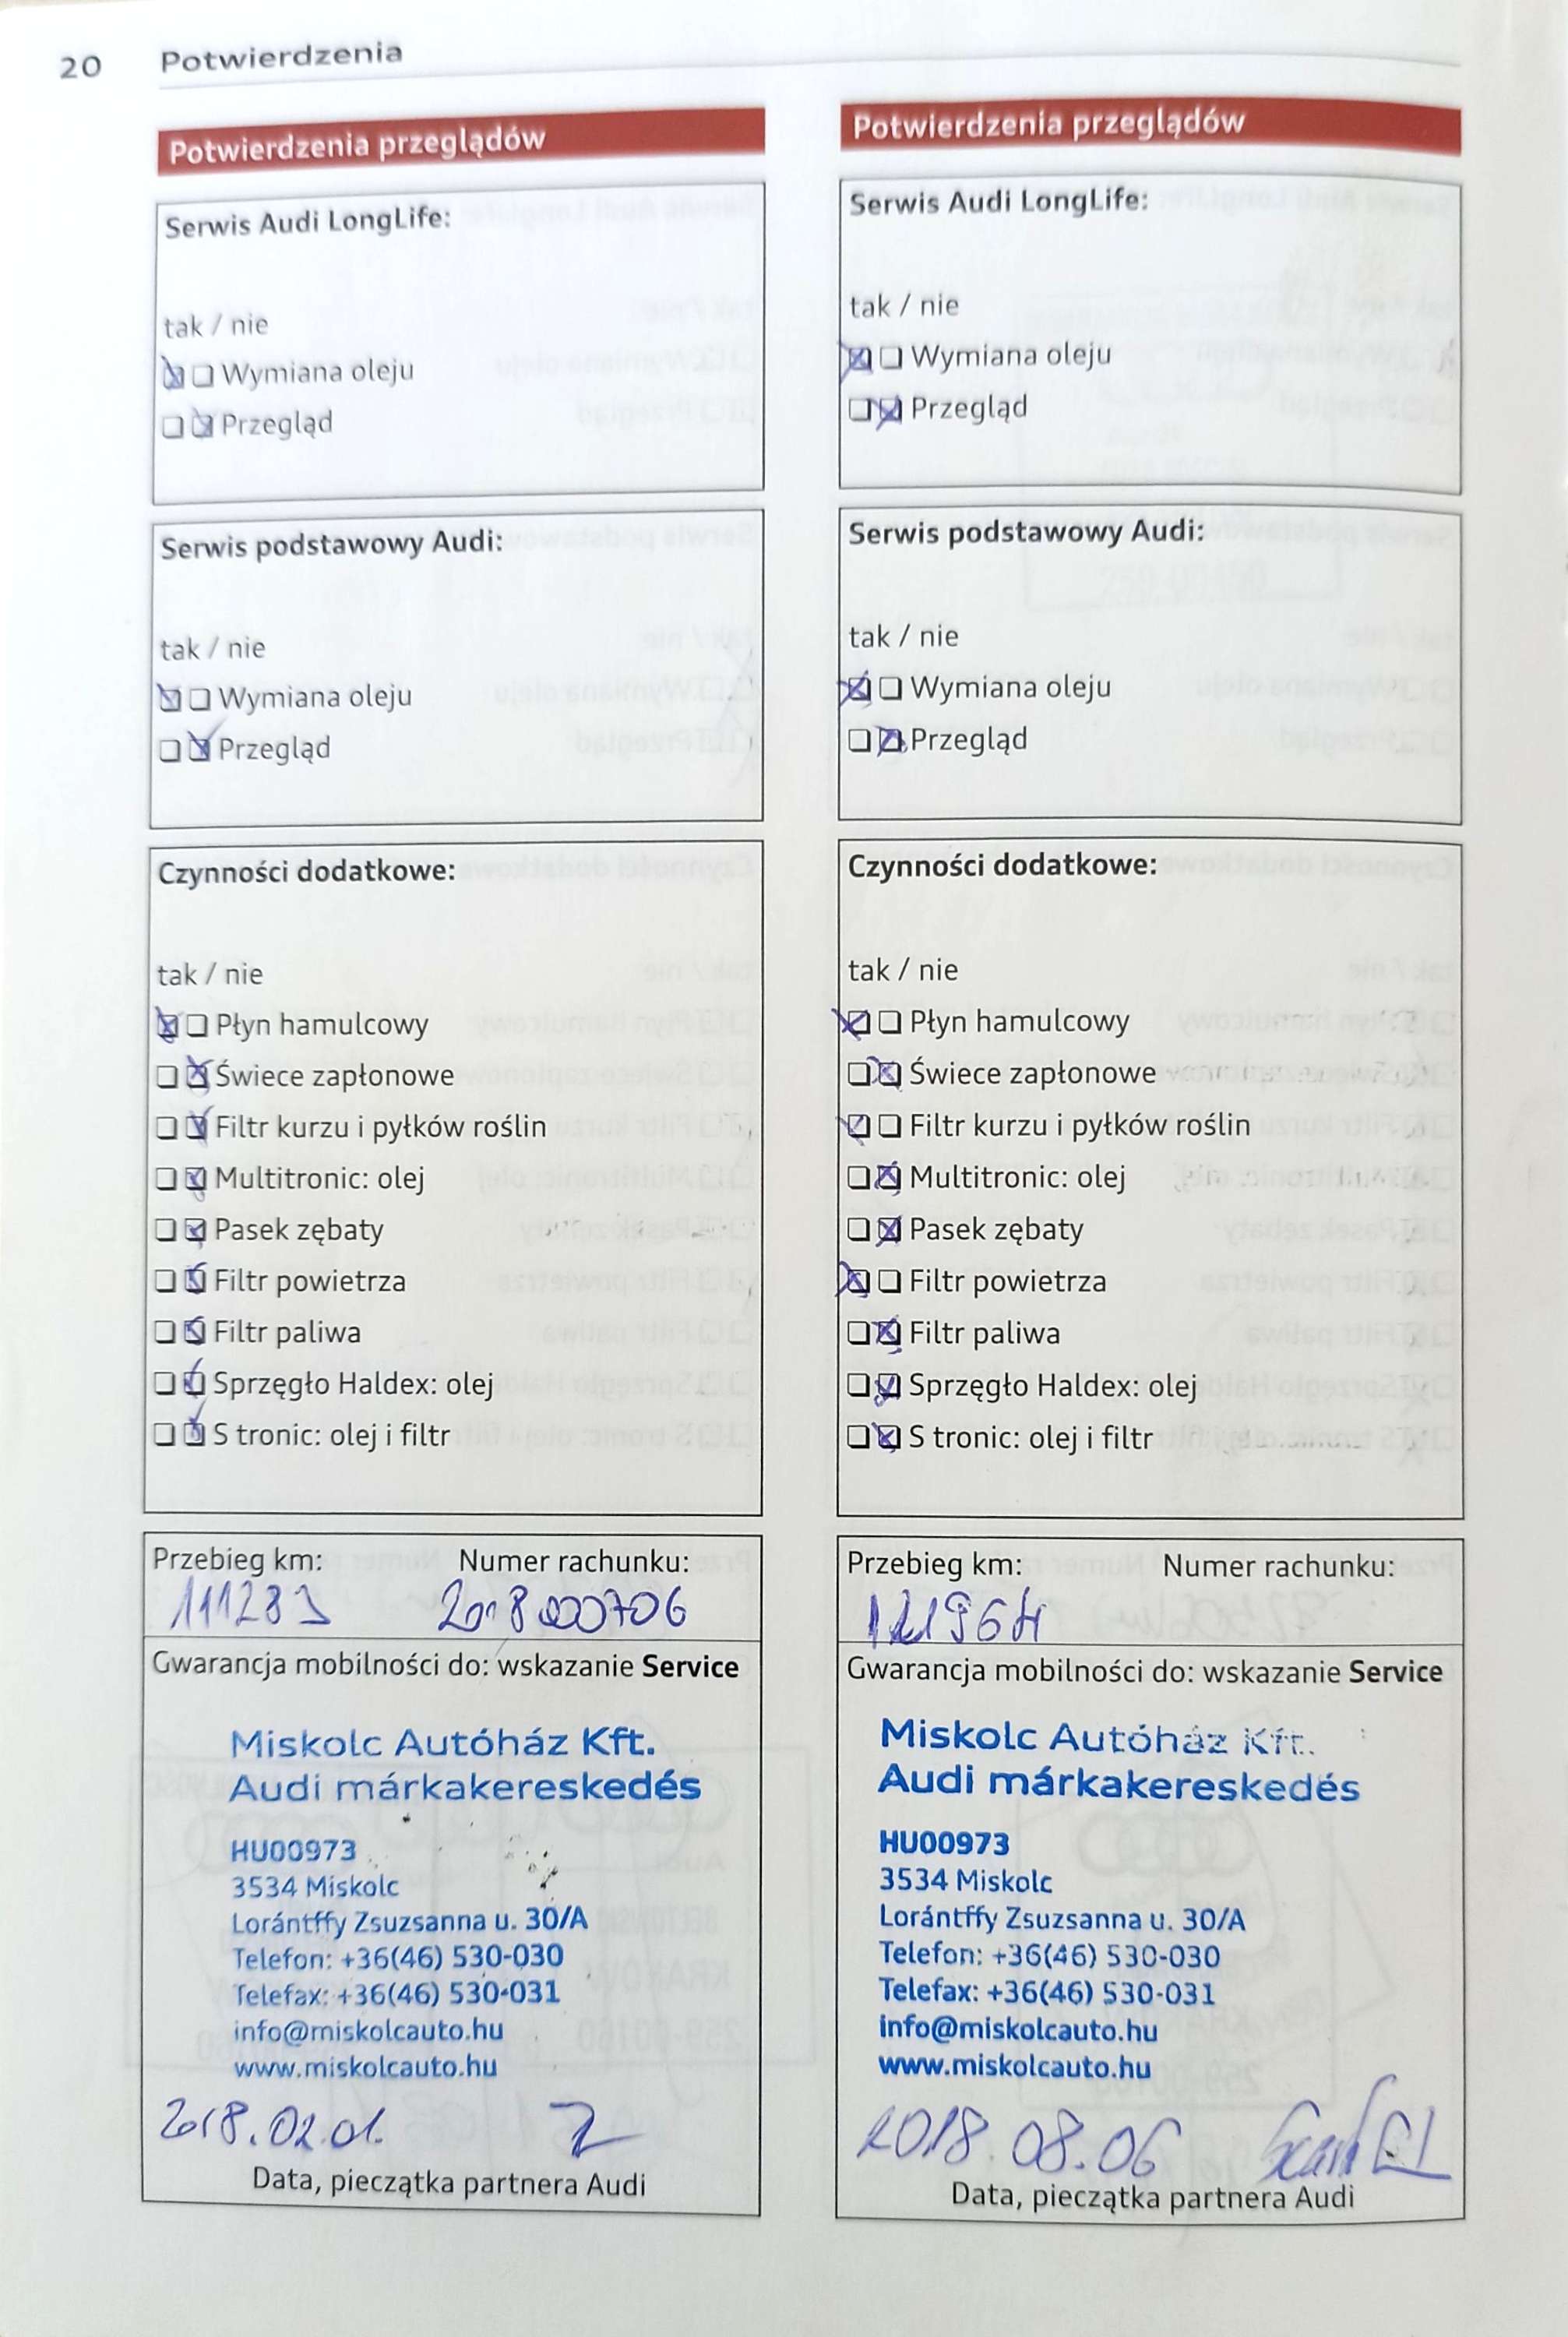 20 Potwierdzenia
Potwierdzenia przeglądów
Serwis Audi LongLife:
tak / nie
Wymiana oleju
Przegląd
Serwis podstawowy Audi:
tak / nie
Wymiana oleju
Przegląd
Czynności dodatkowe:
tak / nie
Płyn hamulcowy
Świece zapłonowe
Filtr kurzu i pyłków roślin
Multitronic: olej
Pasek zębaty
Filtr powietrza
Filtr paliwa
Sprzęgło Haldex: olej
S tronic: olej i filtr
Przebieg km: Numer rachunku:
Gwarancja mobilności do: wskazanie Service
Miskolc Autóház Kft.
Audi márkakereskedés
HU00973
3534 Miskolc
Lorántffy Zsuzsanna u. 30/A
Telefon: +36(46) 530-030
Telefax: +36(46) 530-031
info@miskolcauto.hu
www.miskolcauto.hu
2018.02.01.
Data, pieczątka partnera Audi
Potwierdzenia przeglądów
Serwis Audi LongLife:
tak / nie
Wymiana oleju
Przegląd
Serwis podstawowy Audi:
tak / nie
Wymiana oleju
Przegląd
Czynności dodatkowe:
tak / nie
Płyn hamulcowy
Świece zapłonowe
Filtr kurzu i pyłków roślin
Multitronic: olej
Pasek zębaty
Filtr powietrza
Filtr paliwa
Sprzęgło Haldex: olej
S tronic: olej i filtr
Przebieg km: Numer rachunku:
121964
Gwarancja mobilności do: wskazanie Service
Miskolc Autóház Kft.
Audi márkakereskedés
HU00973
3534 Miskolc
Lorántffy Zsuzsanna u. 30/A
Telefon: +36(46) 530-030
Telefax: +36(46) 530-031
info@miskolcauto.hu
www.miskolcauto.hu
2018.08.06
Data, pieczątka partnera Audi